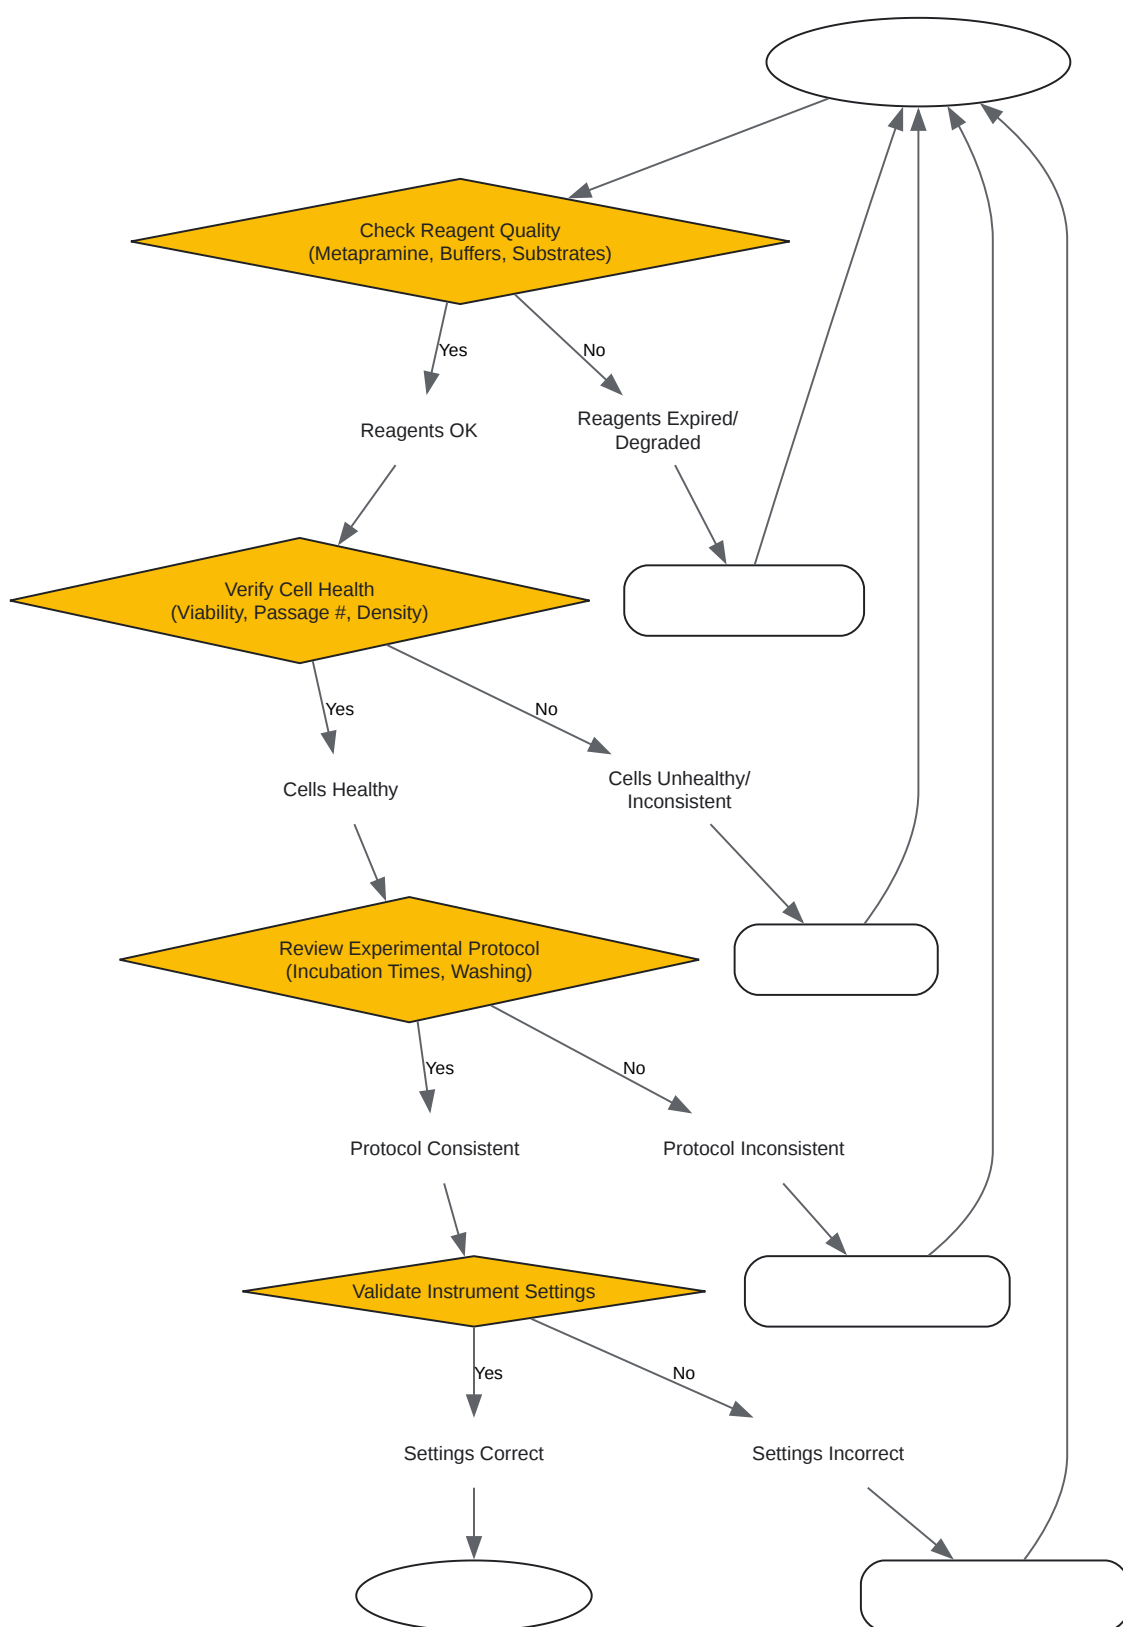 Check Reagent Quality
(Metapramine, Buffers, Substrates)
Yes
No
Reagents OK
Reagents Expired/
Degraded
Verify Cell Health
(Viability, Passage #, Density)
Yes
No
Cells Healthy
Cells Unhealthy/
Inconsistent
Review Experimental Protocol
(Incubation Times, Washing)
Yes
No
Protocol Consistent
Protocol Inconsistent
Validate Instrument Settings
Yes
No
Settings Correct
Settings Incorrect